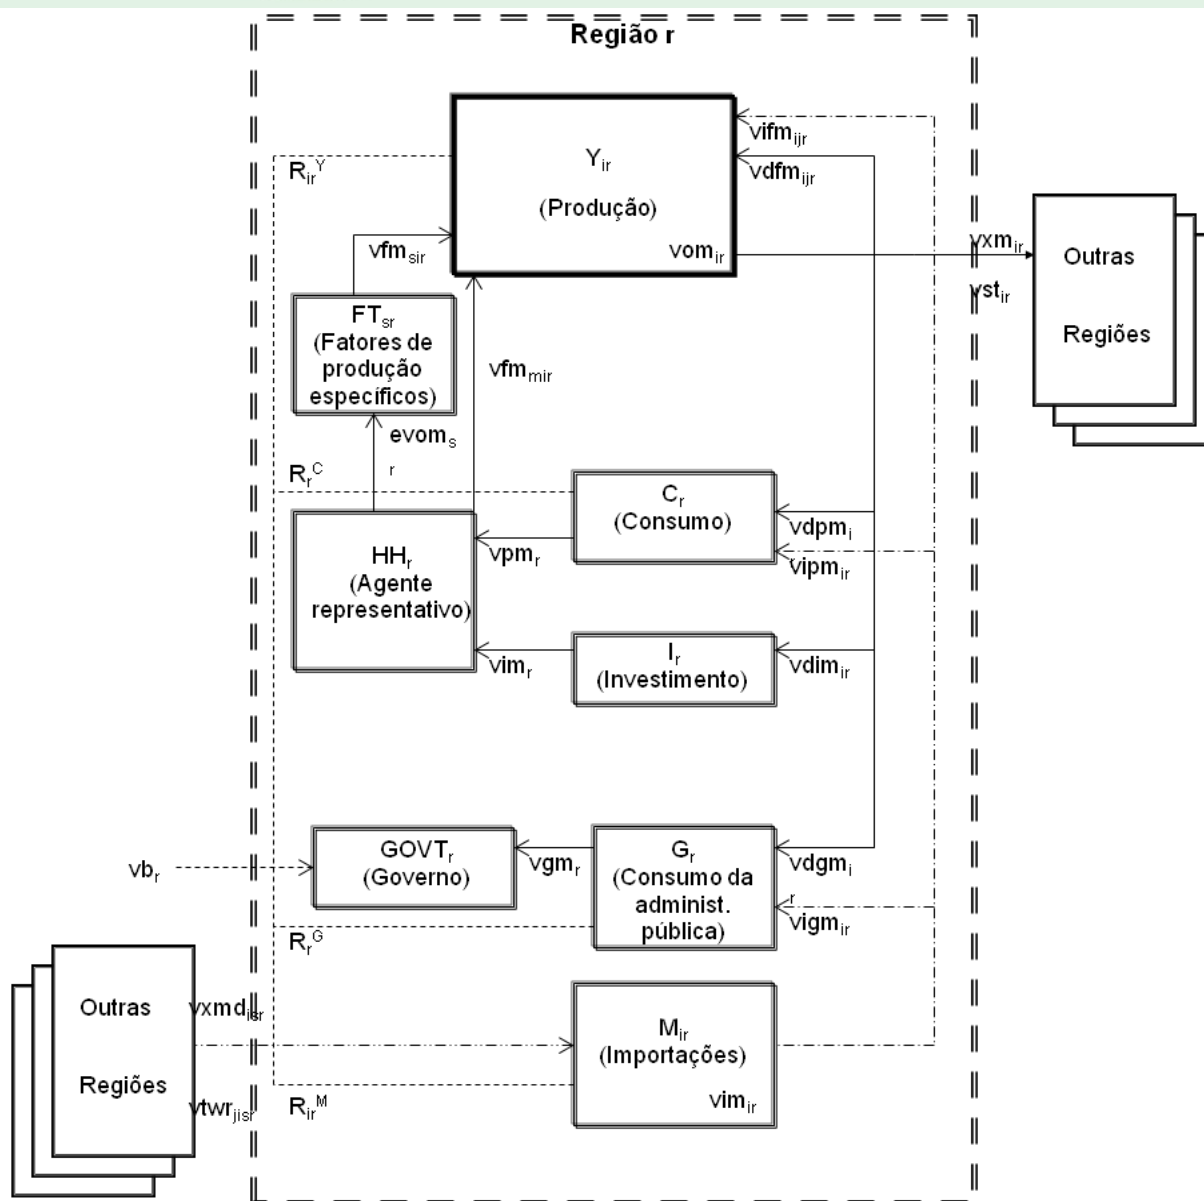 Região r
Y_ir
(Produção)
vom_ir
vifm_ijr
vdfm_ijr
R_ir^Y
vfm_sir
FT_sr
(Fatores de
produção
específicos)
vfm_mir
evom_s
r
vxm_ir
vst_ir
Outras
Regiões
R_r^C
C_r
(Consumo)
vdpm_i
r
vipm_ir
vpm_r
HH_r
(Agente
representativo)
vim_r
I_r
(Investimento)
vdim_ir
vb_r
GOVT_r
(Governo)
vgm_r
G_r
(Consumo da
administ.
pública)
vdgm_i
r
vigm_ir
R_r^G
Outras
Regiões
vxmd_isr
vtwr_jisr
M_ir
(Importações)
vim_ir
R_ir^M